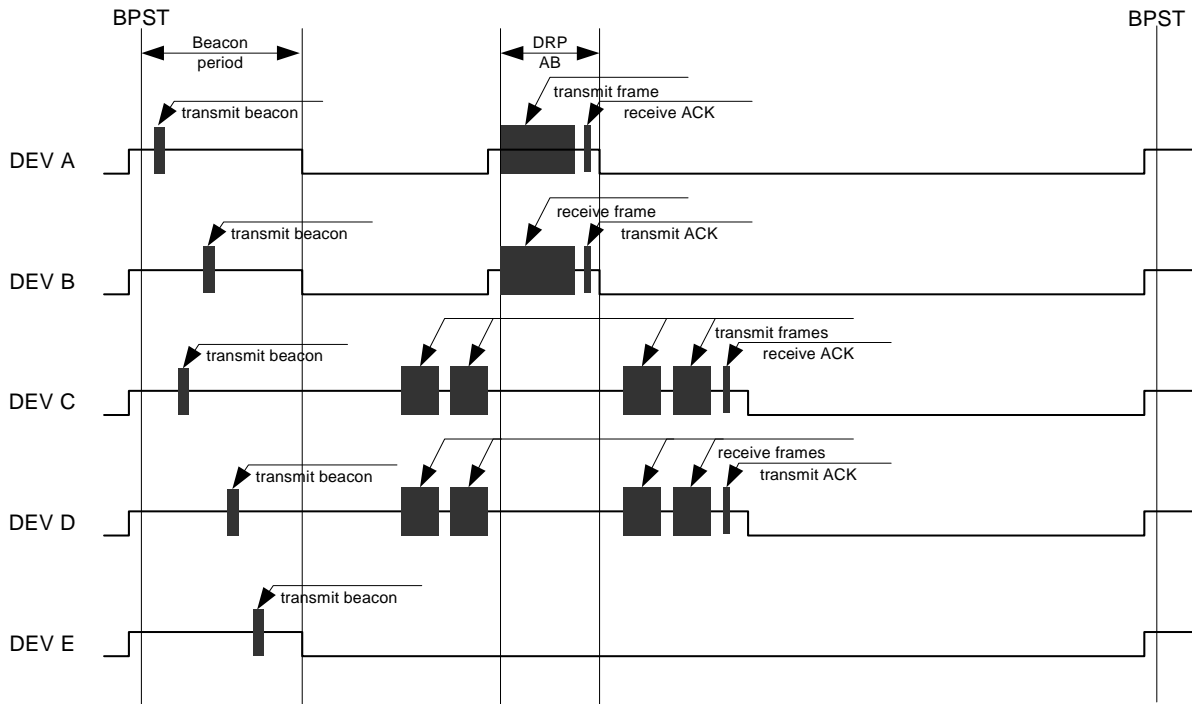 BPST
BPST
Beacon
period
DRP
AB
transmit frame
receive ACK
transmit beacon
DEV A
receive frame
transmit ACK
transmit beacon
DEV B
transmit frames
receive ACK
transmit beacon
DEV C
receive frames
transmit ACK
transmit beacon
DEV D
transmit beacon
DEV E